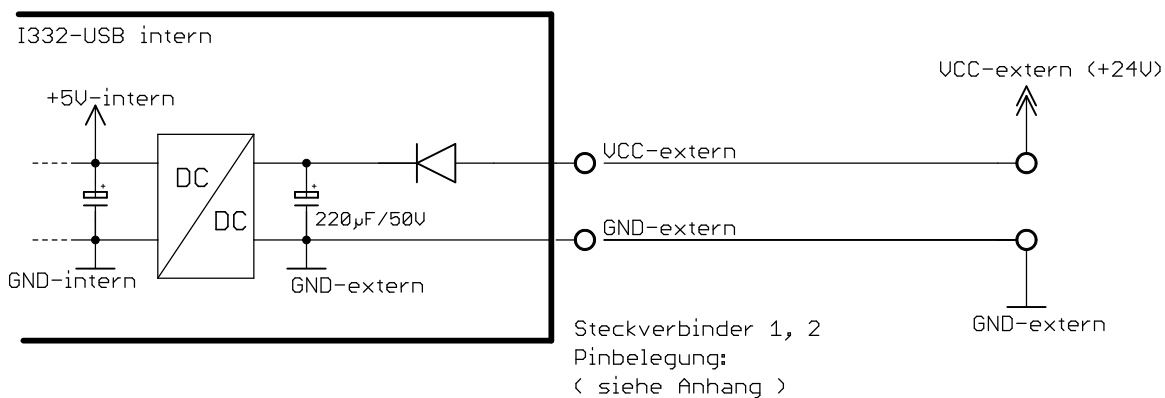 I332-USB intern
VCC-extern (+24V)
+5V-intern
VCC-extern
DC
DC
+
+
220µF/50V
GND-extern
GND-intern
GND-extern
GND-extern
Steckverbinder 1, 2
Pinbelegung:
( siehe Anhang )